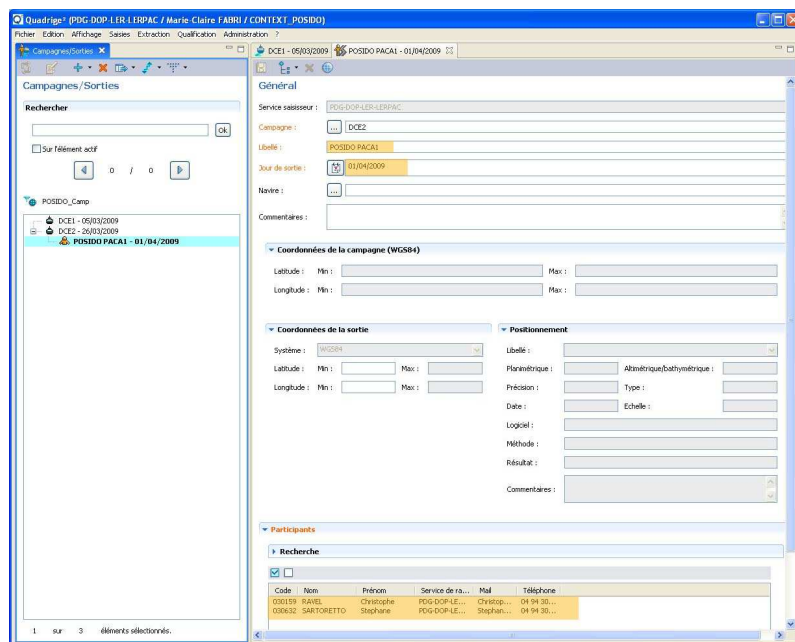 Quadrige² (PDG-DOP-LER-LERPAC / Marie-Claire FABRI / CONTEXT_POSIDO)
Fichier Edition Affichage Saisies Extraction Qualification Administration ?
Campagnes/Sorties
DCE1 - 05/03/2009 POSIDO PACA1 - 01/04/2009
Campagnes/Sorties
Général
Rechercher
Service saisisseur : PDG-DOP-LER-LERPAC
Campagne : ... DCE2
Ok
Libellé : POSIDO PACA1
Sur l'élément actif
Jour de sortie : 01/04/2009
0 / 0
Navire : ...
POSIDO_Camp
Commentaires :
DCE1 - 05/03/2009
DCE2 - 26/03/2009
POSIDO PACA1 - 01/04/2009
Coordonnées de la campagne (WGS84)
Latitude : Min : Max :
Longitude : Min : Max :
Coordonnées de la sortie Positionnement
Système : WGS84 Libellé :
Latitude : Min : Max : Planimétrique : Altimétrique/bathymétrique :
Longitude : Min : Max : Précision : Type :
Date : Echelle :
Logiciel :
Méthode :
Résultat :
Commentaires :
Participants
Recherche
Code Nom Prénom Service de ra... Mail Téléphone
030159 RAVEL Christophe PDG-DOP-LE... Christop... 04 94 30...
030632 SARTORETTO Stephane PDG-DOP-LE... Stephan... 04 94 30...
1 sur 3 éléments sélectionnés.